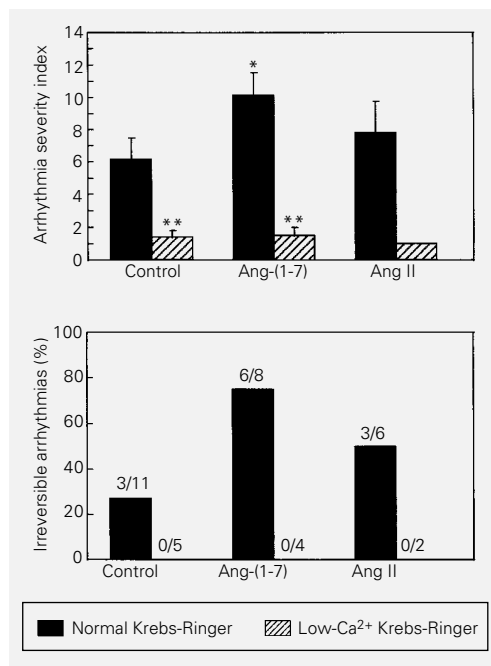 Arrhythmia severity index
14
12
10
8
6
4
2
0
*
**
**
Control Ang-(1-7) Ang II
Irreversible arrhythmias (%)
100
80
60
40
20
0
3/11 0/5 6/8 0/4 3/6 0/2
Control Ang-(1-7) Ang II
Normal Krebs-Ringer Low-Ca²⁺ Krebs-Ringer